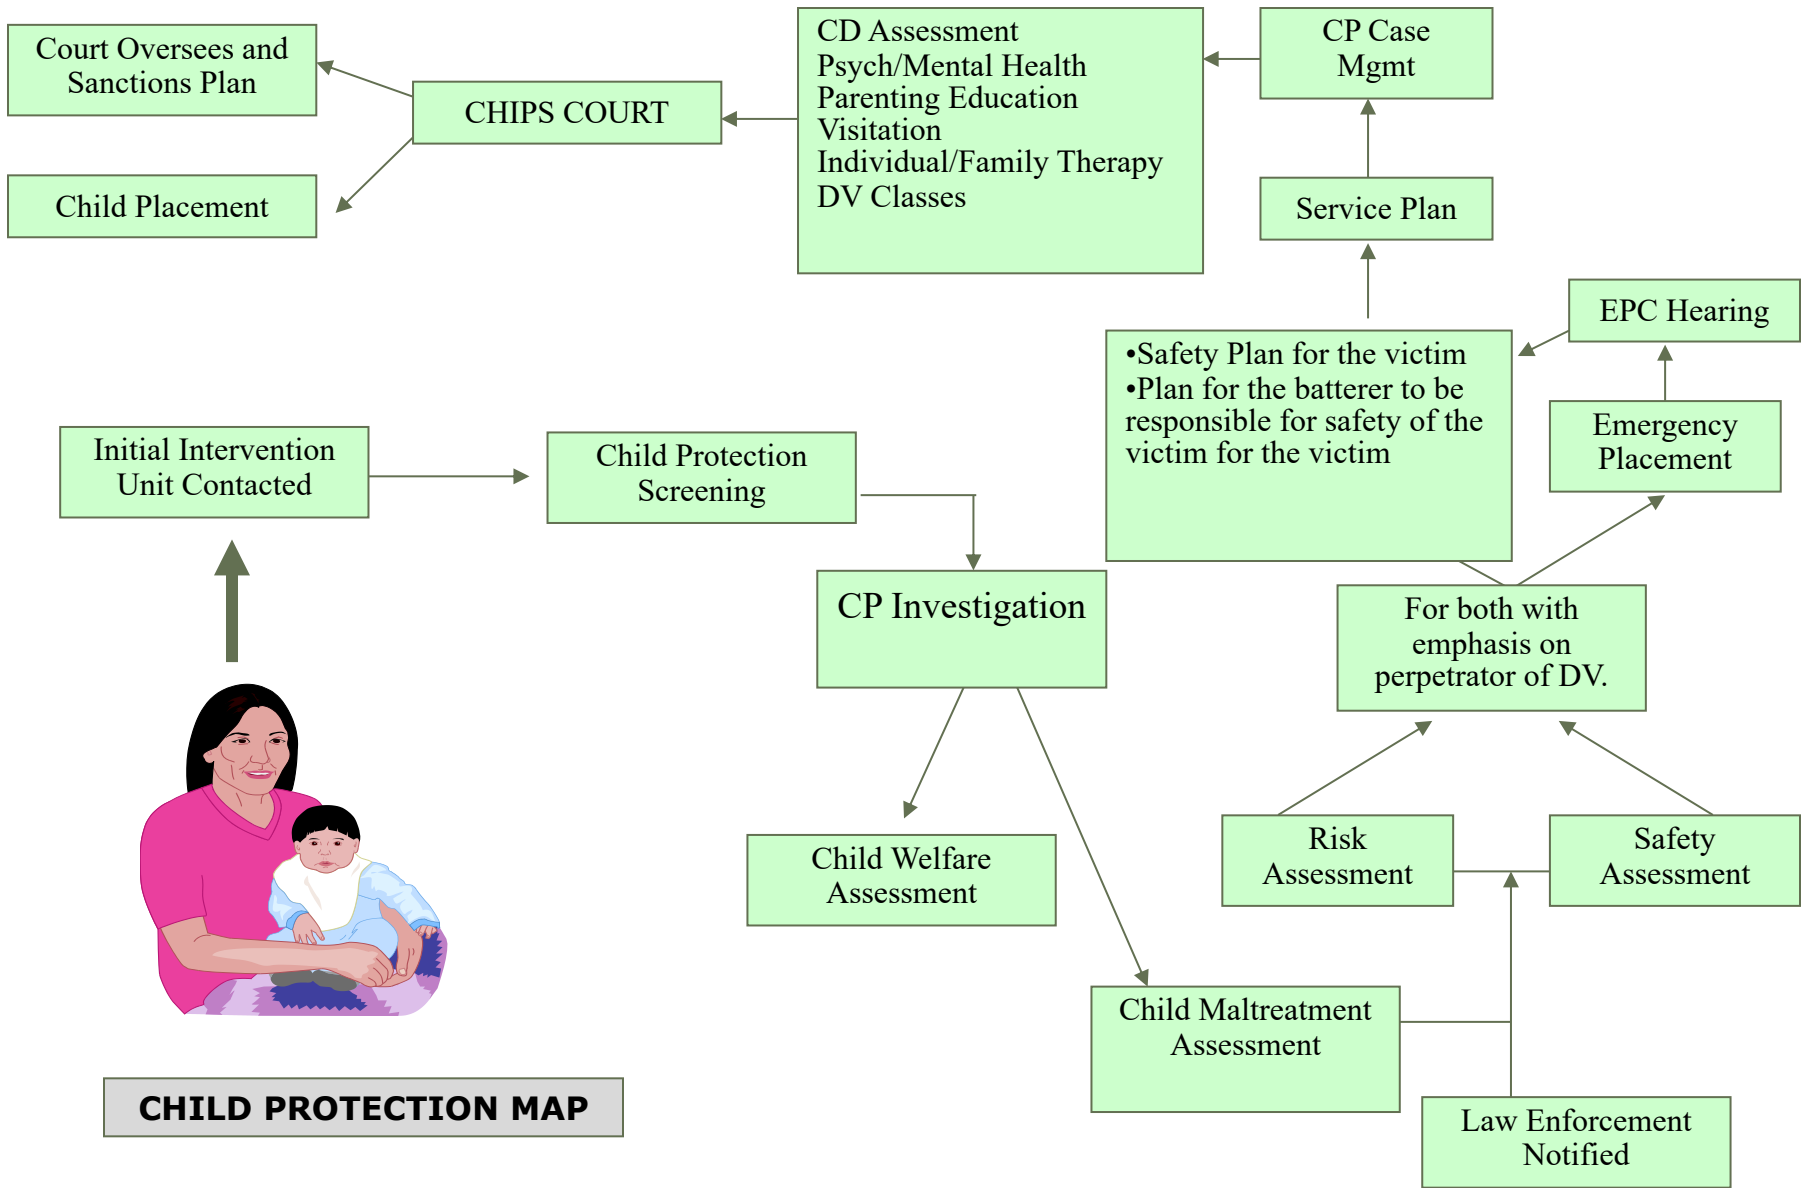 Court Oversees and
Sanctions Plan
Child Placement
CHIPS COURT
CD Assessment
Psych/Mental Health
Parenting Education
Visitation
Individual/Family Therapy
DV Classes
CP Case
Mgmt
Service Plan
EPC Hearing
•Safety Plan for the victim
•Plan for the batterer to be
responsible for safety of the
victim for the victim
Emergency
Placement
Initial Intervention
Unit Contacted
Child Protection
Screening
CP Investigation
For both with
emphasis on
perpetrator of DV.
Child Welfare
Assessment
Risk
Assessment
Safety
Assessment
Child Maltreatment
Assessment
Law Enforcement
Notified
CHILD PROTECTION MAP